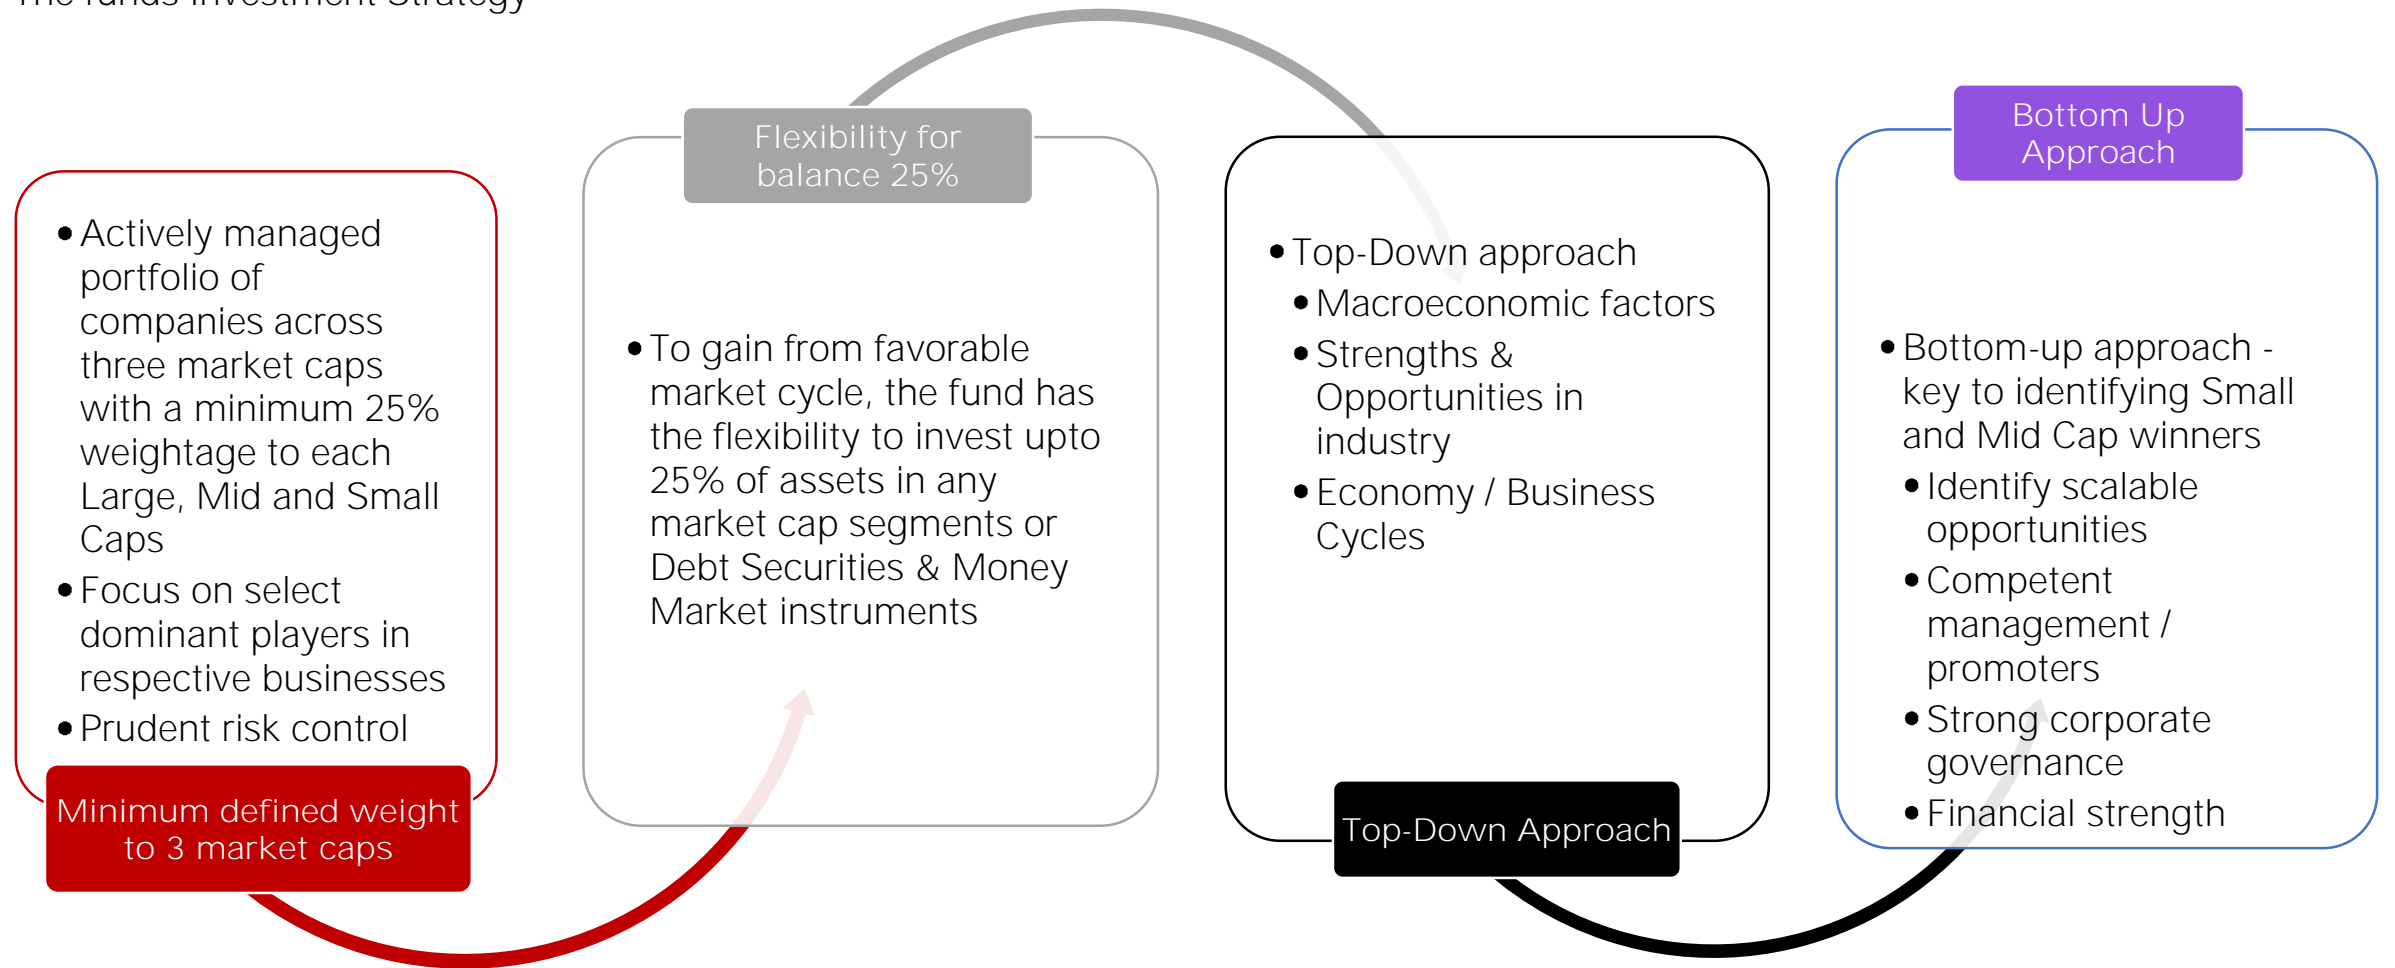 The funds Investment Strategy
• Actively managed
portfolio of
companies across
three market caps
with a minimum 25%
weightage to each
Large, Mid and Small
Caps
• Focus on select
dominant players in
respective businesses
• Prudent risk control
Minimum defined weight
to 3 market caps
Flexibility for
balance 25%
• To gain from favorable
market cycle, the fund has
the flexibility to invest upto
25% of assets in any
market cap segments or
Debt Securities & Money
Market instruments
• Top-Down approach
• Macroeconomic factors
• Strengths &
Opportunities in
industry
• Economy / Business
Cycles
Top-Down Approach
Bottom Up
Approach
• Bottom-up approach -
key to identifying Small
and Mid Cap winners
• Identify scalable
opportunities
• Competent
management /
promoters
• Strong corporate
governance
• Financial strength